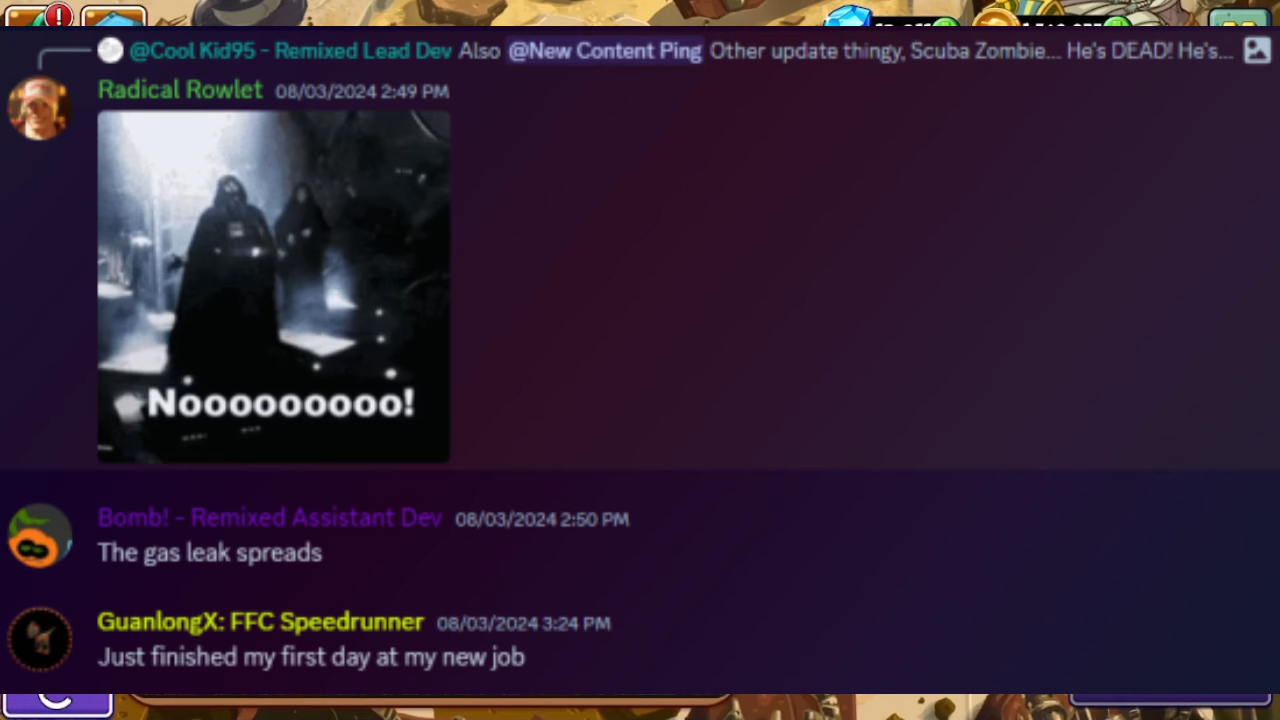 @Cool Kid95 - Remixed Lead Dev Also @New Content Ping Other update thingy, Scuba Zombie... He's DEAD! He's...
Radical Rowlet 08/03/2024 2:49 PM
Nooooooooo!
Bomb! - Remixed Assistant Dev 08/03/2024 2:50 PM
The gas leak spreads
GuanlongX: FFC Speedrunner 08/03/2024 3:24 PM
Just finished my first day at my new job